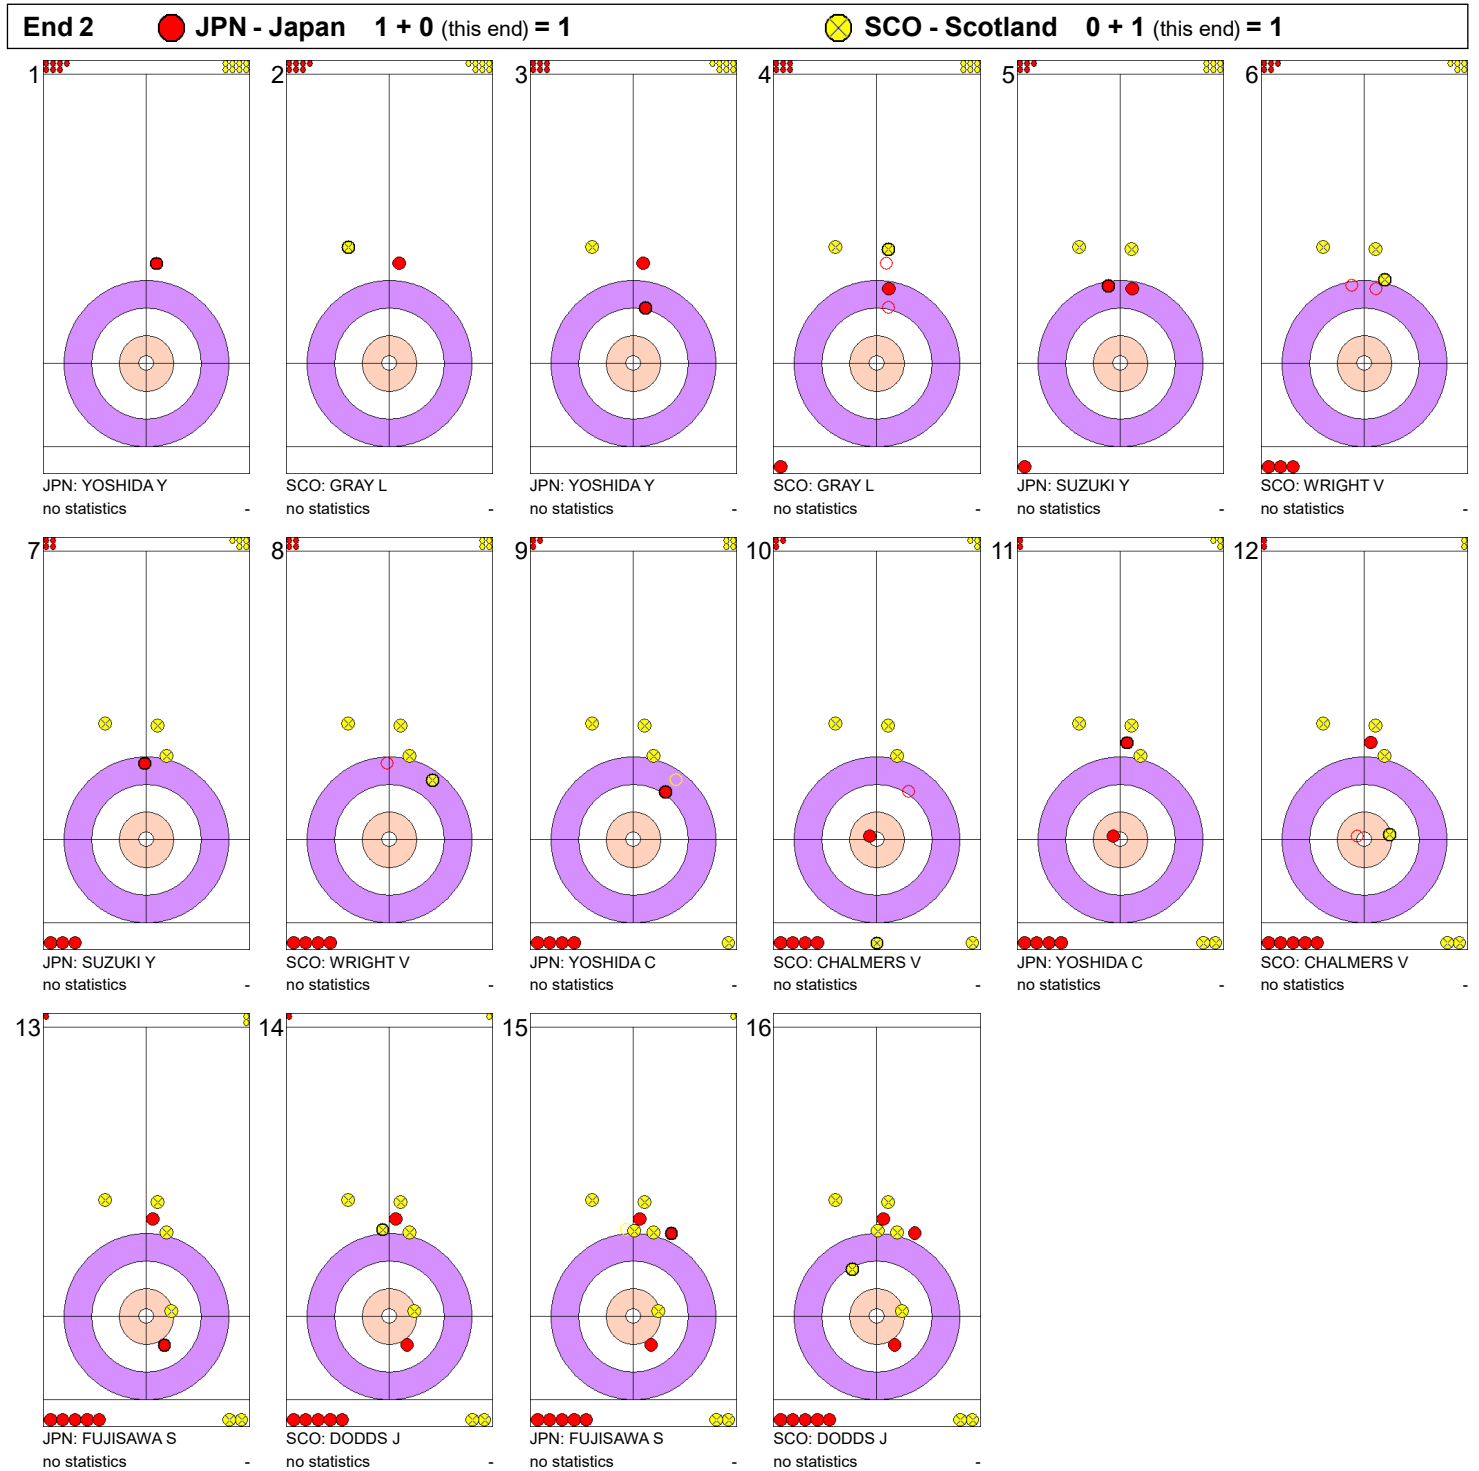 End 2 JPN - Japan 1 + 0 (this end) = 1 SCO - Scotland 0 + 1 (this end) = 1
1 2 3 4 5 6
JPN: YOSHIDA Y SCO: GRAY L JPN: YOSHIDA Y SCO: GRAY L JPN: SUZUKI Y SCO: WRIGHT V
no statistics - no statistics - no statistics - no statistics - no statistics - no statistics -
7 8 9 10 11 12
JPN: SUZUKI Y SCO: WRIGHT V JPN: YOSHIDA C SCO: CHALMERS V JPN: YOSHIDA C SCO: CHALMERS V
no statistics - no statistics - no statistics - no statistics - no statistics - no statistics -
13 14 15 16
JPN: FUJISAWA S SCO: DODDS J JPN: FUJISAWA S SCO: DODDS J
no statistics - no statistics - no statistics - no statistics -